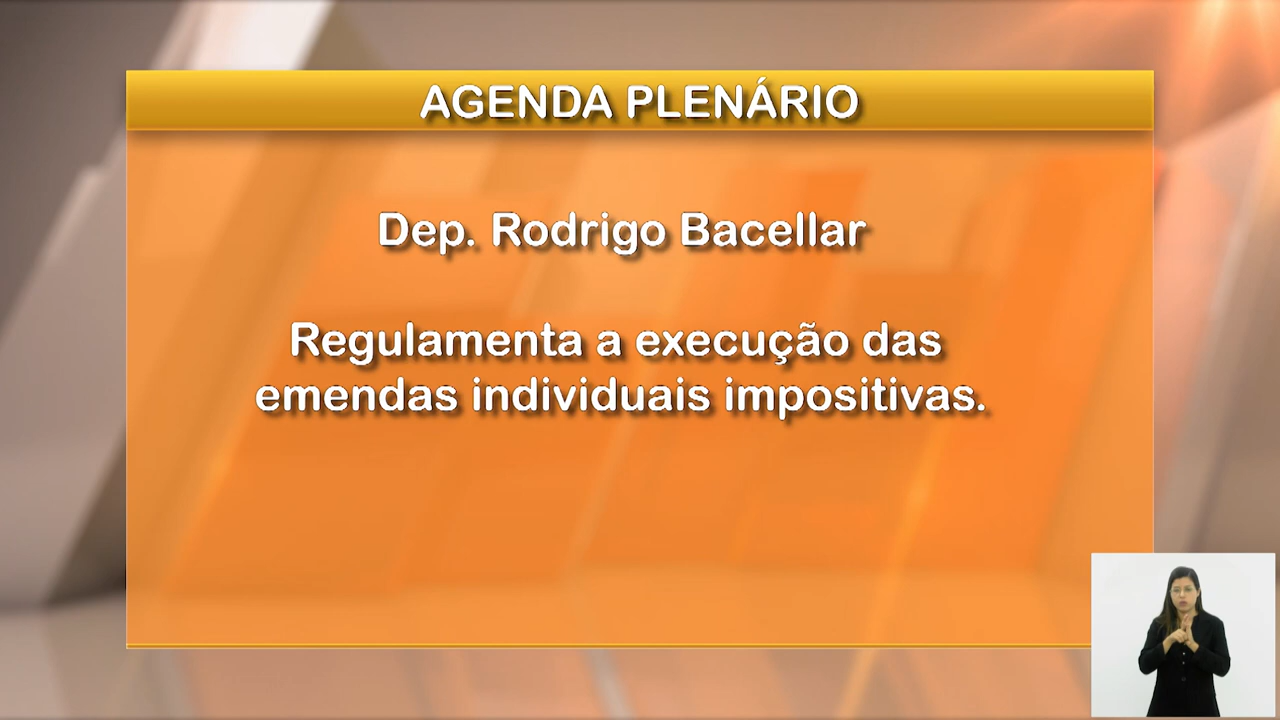 AGENDA PLENÁRIO
Dep. Rodrigo Bacellar
Regulamenta a execução das
emendas individuais impositivas.